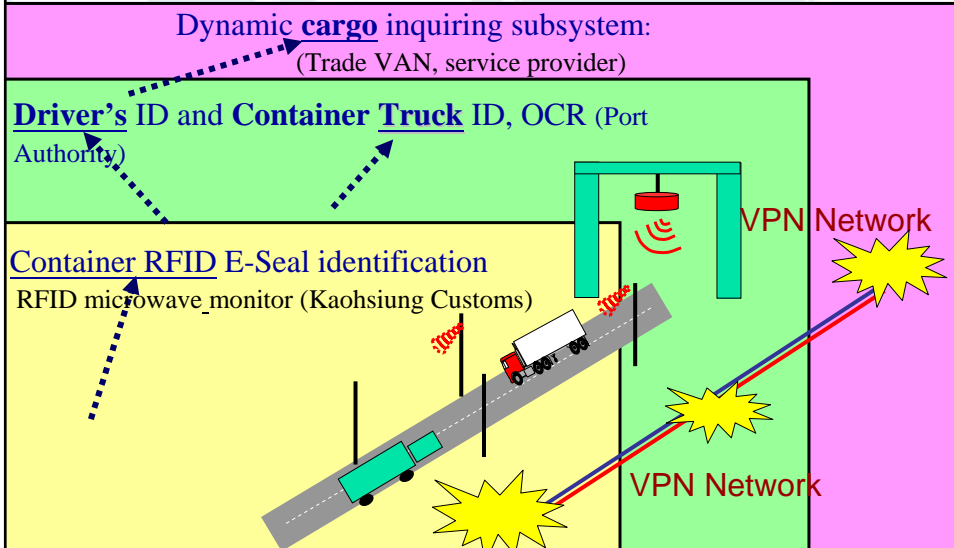 Dynamic cargo inquiring subsystem:
(Trade VAN, service provider)
Driver's ID and Container Truck ID, OCR (Port
Authority)
VPN Network
Container RFID E-Seal identification
RFID microwave monitor (Kaohsiung Customs)
VPN Network